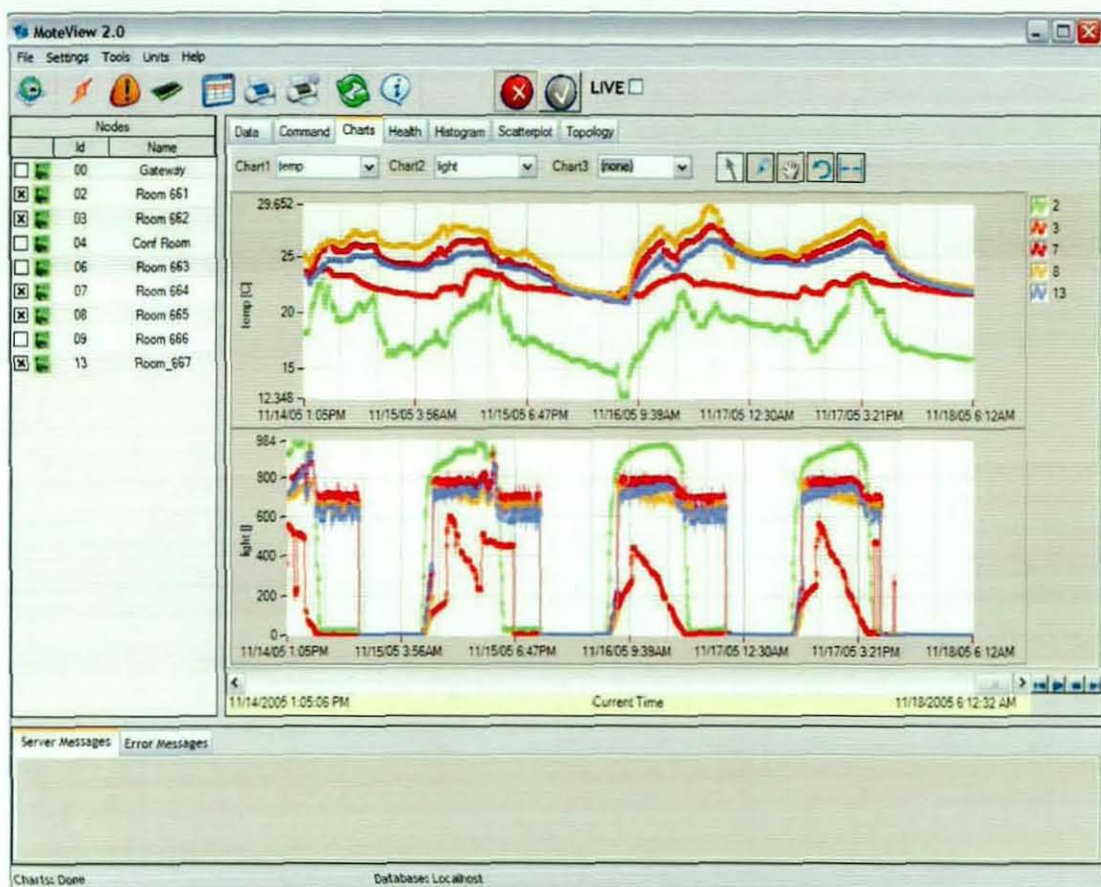 MoteView 2.0
File Settings Tools Units Help
LIVE
Nodes
Id Name
00 Gateway
02 Room 661
03 Room 662
04 Conf Room
06 Room 663
07 Room 664
08 Room 665
09 Room 666
13 Room_667
Data Command Charts Health Histogram Scatterplot Topology
Chart1 temp Chart2 light Chart3 (none)
29.652
25
20
15
12.348
temp [C]
11/14/05 1:05PM 11/15/05 3:56AM 11/15/05 6:47PM 11/16/05 9:39AM 11/17/05 12:30AM 11/17/05 3:21PM 11/18/05 6:12AM
2
3
7
8
13
984
800
600
400
200
0
light []
11/14/05 1:05PM 11/15/05 3:56AM 11/15/05 6:47PM 11/16/05 9:39AM 11/17/05 12:30AM 11/17/05 3:21PM 11/18/05 6:12AM
11/14/2005 1:05:06 PM Current Time 11/18/2005 6:12:32 AM
Server Messages Error Messages
Charts: Done Database: Localhost